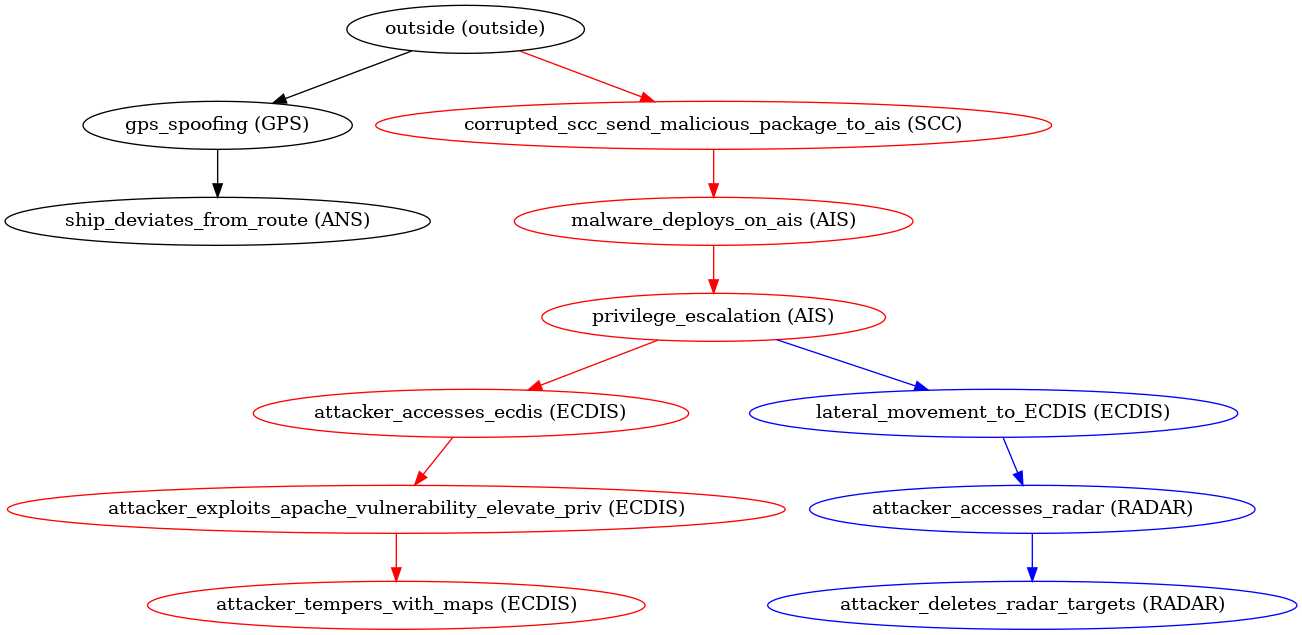 outside (outside)
gps_spoofing (GPS)
corrupted_scc_send_malicious_package_to_ais (SCC)
ship_deviates_from_route (ANS)
malware_deploys_on_ais (AIS)
privilege_escalation (AIS)
attacker_accesses_ecdis (ECDIS)
lateral_movement_to_ECDIS (ECDIS)
attacker_exploits_apache_vulnerability_elevate_priv (ECDIS)
attacker_accesses_radar (RADAR)
attacker_tempers_with_maps (ECDIS)
attacker_deletes_radar_targets (RADAR)